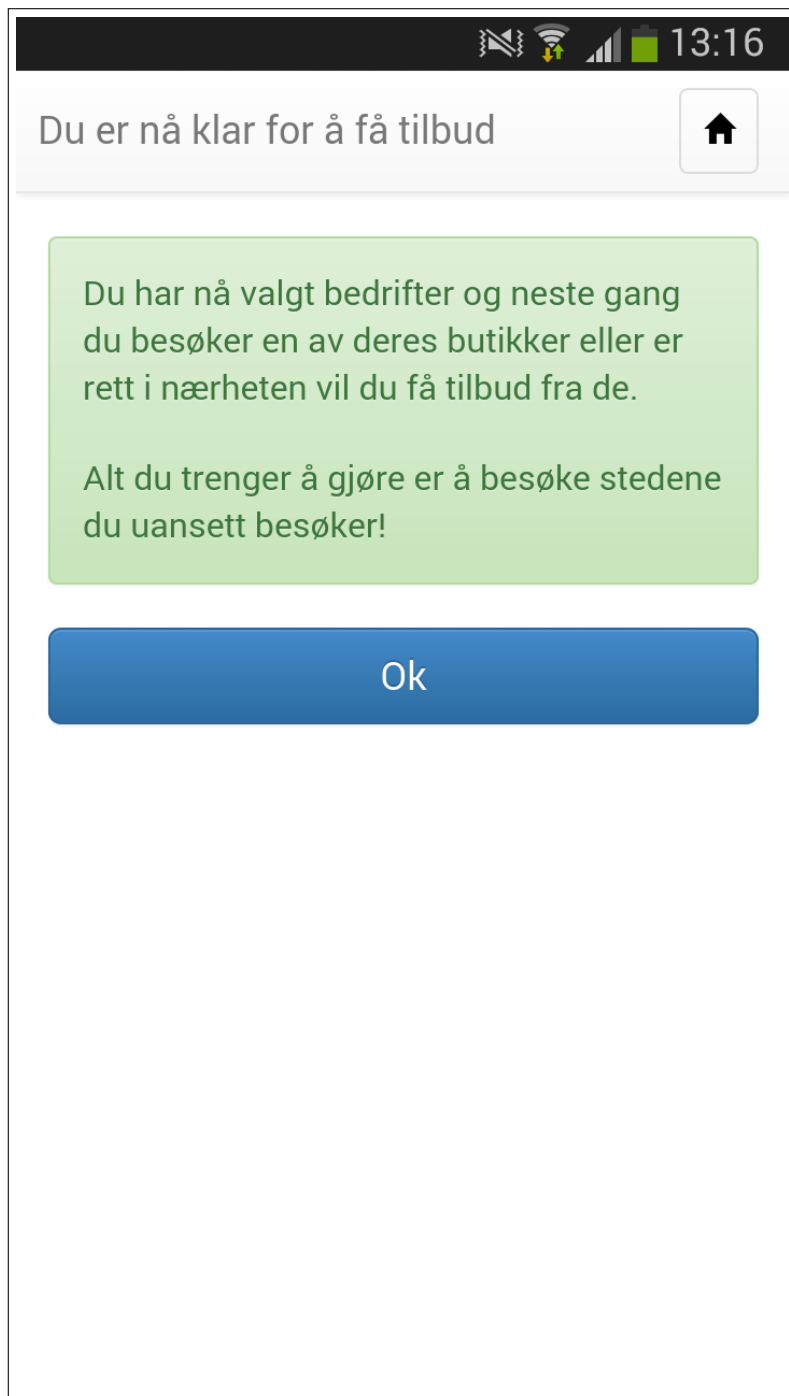 13:16
Du er nå klar for å få tilbud
Du har nå valgt bedrifter og neste gang
du besøker en av deres butikker eller er
rett i nærheten vil du få tilbud fra de.
Alt du trenger å gjøre er å besøke stedene
du uansett besøker!
Ok